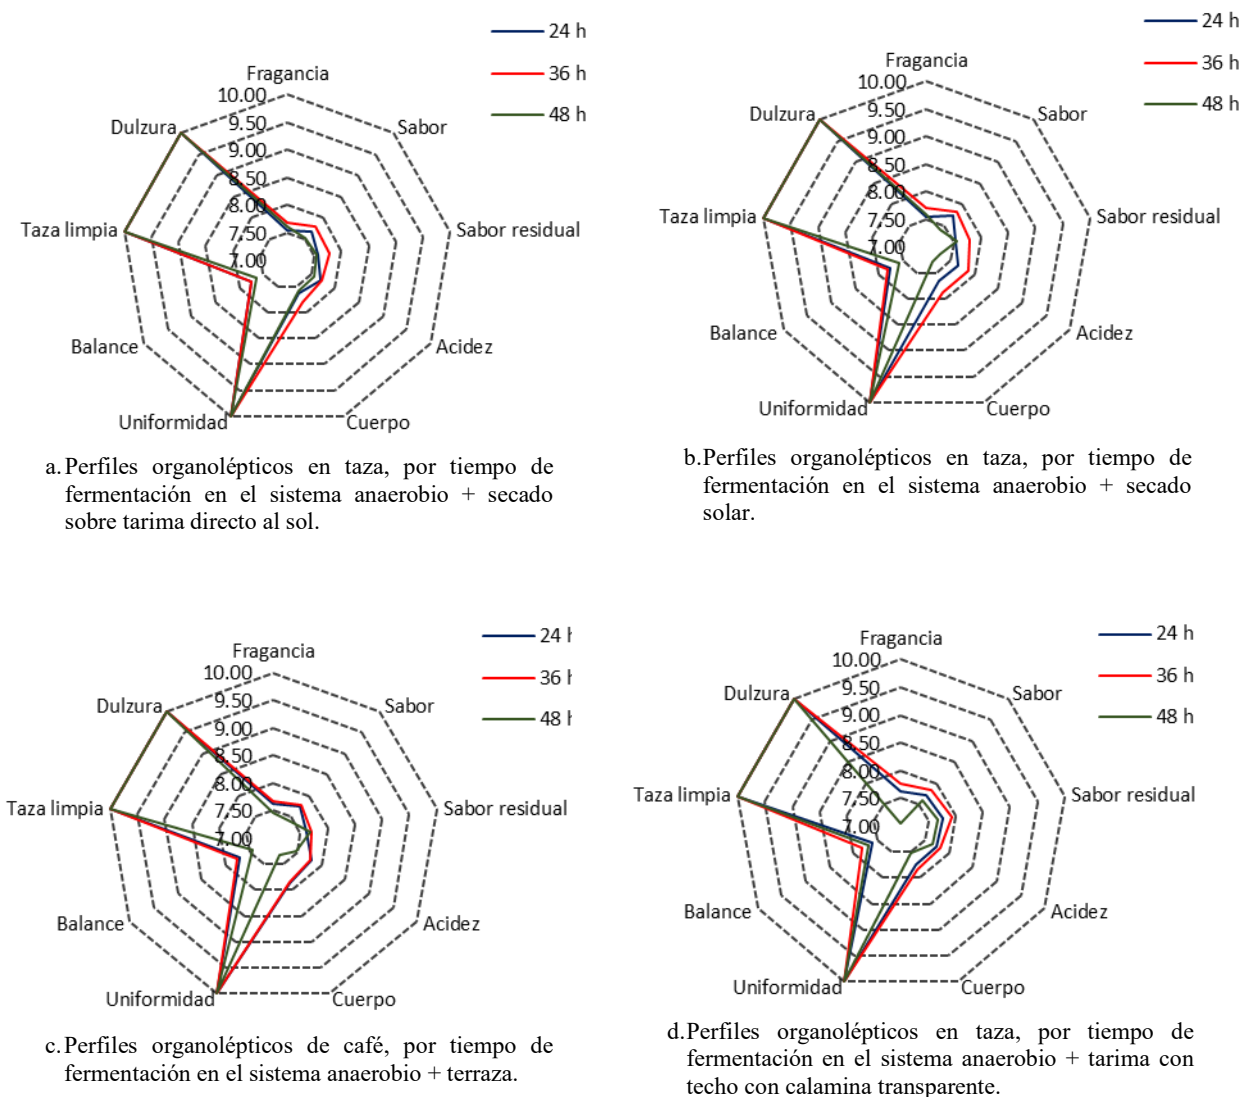 24 h
36 h
48 h
Fragancia
10.00
9.50
9.00
8.50
8.00
7.50
7.00
Sabor
Sabor residual
Acidez
Cuerpo
Uniformidad
Balance
Taza limpia
Dulzura
a. Perfiles organolépticos en taza, por tiempo de
fermentación en el sistema anaerobio + secado
sobre tarima directo al sol.
24 h
36 h
48 h
Fragancia
10.00
9.50
9.00
8.50
8.00
7.50
7.00
Sabor
Sabor residual
Acidez
Cuerpo
Uniformidad
Balance
Taza limpia
Dulzura
b.Perfiles organolépticos en taza, por tiempo de
fermentación en el sistema anaerobio + secado
solar.
24 h
36 h
48 h
Fragancia
10.00
9.50
9.00
8.50
8.00
7.50
7.00
Sabor
Sabor residual
Acidez
Cuerpo
Uniformidad
Balance
Taza limpia
Dulzura
c. Perfiles organolépticos de café, por tiempo de
fermentación en el sistema anaerobio + terraza.
24 h
36 h
48 h
Fragancia
10.00
9.50
9.00
8.50
8.00
7.50
7.00
Sabor
Sabor residual
Acidez
Cuerpo
Uniformidad
Balance
Taza limpia
Dulzura
d.Perfiles organolépticos en taza, por tiempo de
fermentación en el sistema anaerobio + tarima con
techo con calamina transparente.